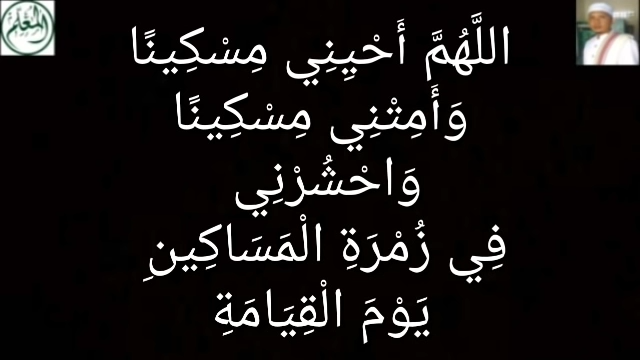 اللَّهُمَّ أَحْيِنِي مِسْكِينًا
وَأَمِتْنِي مِسْكِينًا
وَاحْشُرْنِي
فِي زُمْرَةِ الْمَسَاكِينِ
يَوْمَ الْقِيَامَةِ